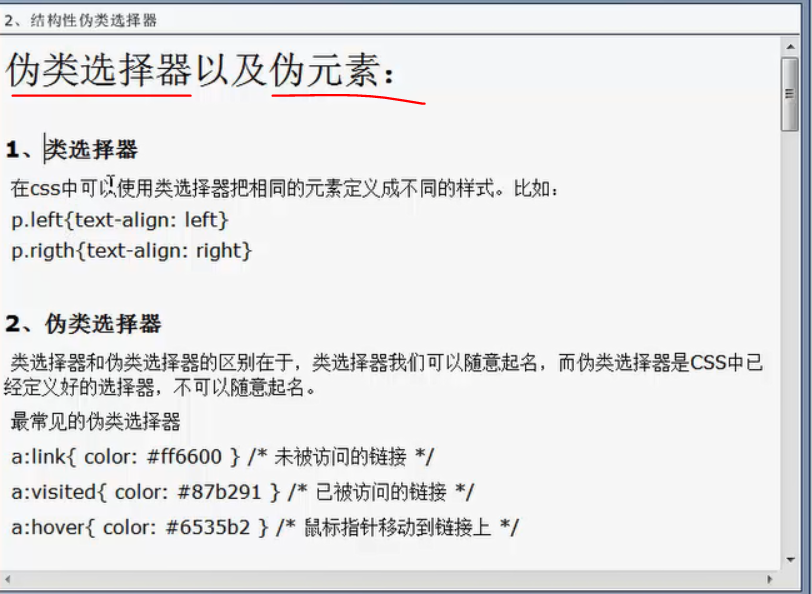 2、结构性伪类选择器
伪类选择器以及伪元素：
1、类选择器
在css中可以使用类选择器把相同的元素定义成不同的样式。比如：
p.left{text-align: left}
p.rigth{text-align: right}
2、伪类选择器
类选择器和伪类选择器的区别在于，类选择器我们可以随意起名，而伪类选择器是CSS中已
经定义好的选择器，不可以随意起名。
最常见的伪类选择器
a:link{ color: #ff6600 } /* 未被访问的链接 */
a:visited{ color: #87b291 } /* 已被访问的链接 */
a:hover{ color: #6535b2 } /* 鼠标指针移动到链接上 */